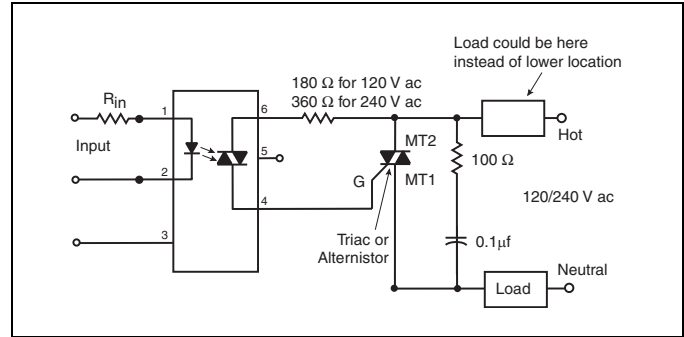 Load could be here
instead of lower location
180 Ω for 120 V ac
360 Ω for 240 V ac
Rin
1
6
Hot
Input
MT2
5
100 Ω
G
MT1
2
4
120/240 V ac
3
Triac or
Alternistor
0.1µf
Neutral
Load